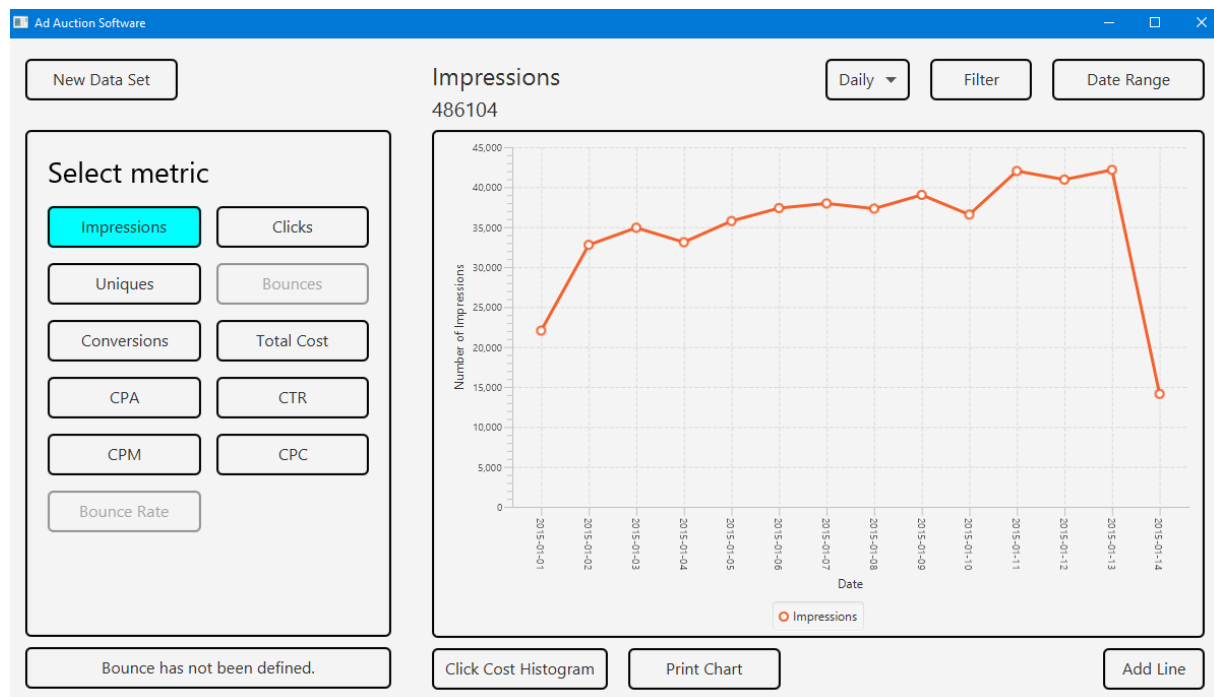 Ad Auction Software
New Data Set
Impressions
486104
Daily
Filter
Date Range
Select metric
Impressions
Clicks
Uniques
Bounces
Conversions
Total Cost
CPA
CTR
CPM
CPC
Bounce Rate
Bounce has not been defined.
45,000
40,000
35,000
30,000
25,000
20,000
15,000
10,000
5,000
0
Number of Impressions
2015-01-01
2015-01-02
2015-01-03
2015-01-04
2015-01-05
2015-01-06
2015-01-07
2015-01-08
2015-01-09
2015-01-10
2015-01-11
2015-01-12
2015-01-13
2015-01-14
Date
Impressions
Click Cost Histogram
Print Chart
Add Line